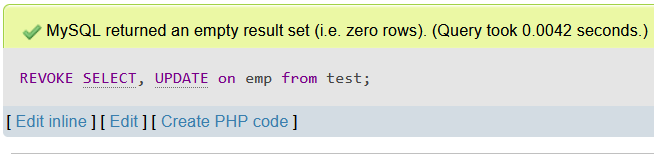 MySQL returned an empty result set (i.e. zero rows). (Query took 0.0042 seconds.)
REVOKE SELECT, UPDATE on emp from test;
[ Edit inline ] [ Edit ] [ Create PHP code ]